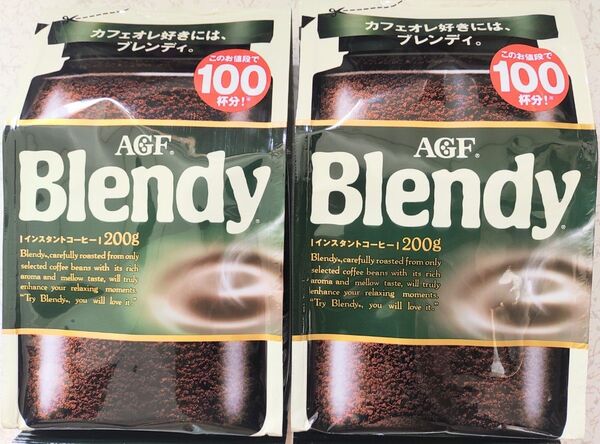 カフェオレ好きには、
ブレンディ。
このお値段で
100
杯分!*
AGF®
Blendy®
|インスタントコーヒー| 200g
Blendy®, carefully roasted from only
selected coffee beans with its rich
aroma and mellow taste, will truly
enhance your relaxing moments.
"Try Blendy®, you will love it."
カフェオレ好きには、
ブレンディ。
このお値段で
100
杯分!*
AGF®
Blendy®
|インスタントコーヒー| 200g
Blendy®, carefully roasted from only
selected coffee beans with its rich
aroma and mellow taste, will truly
enhance your relaxing moments.
"Try Blendy®, you will love it."